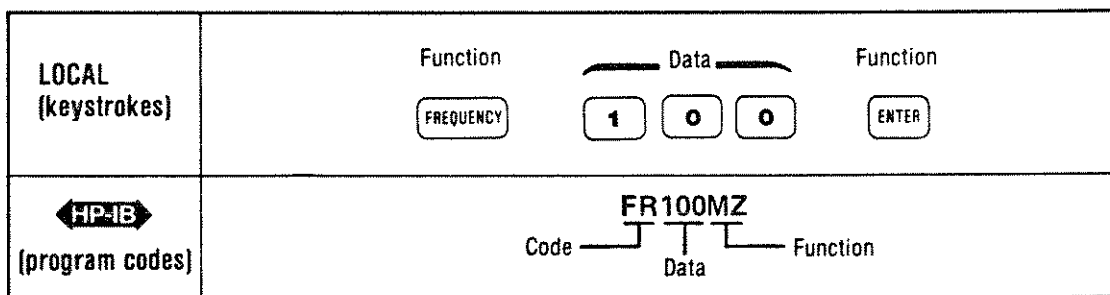 LOCAL
(keystrokes)
Function Data Function
FREQUENCY 1 0 0 ENTER
HP-IB
(program codes)
FR100MZ
Code Data Function